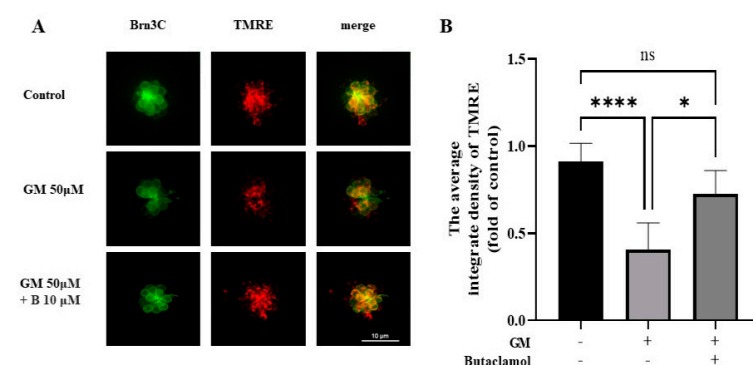 A
Brn3C TMRE merge
Control
GM 50μM
GM 50μM
+ B 10 μM
10 μm
B
The average
integrate density of TMRE
(fold of control)
1.5
1.0
0.5
0.0
ns
**** *
GM - + +
Butaclamol - - +